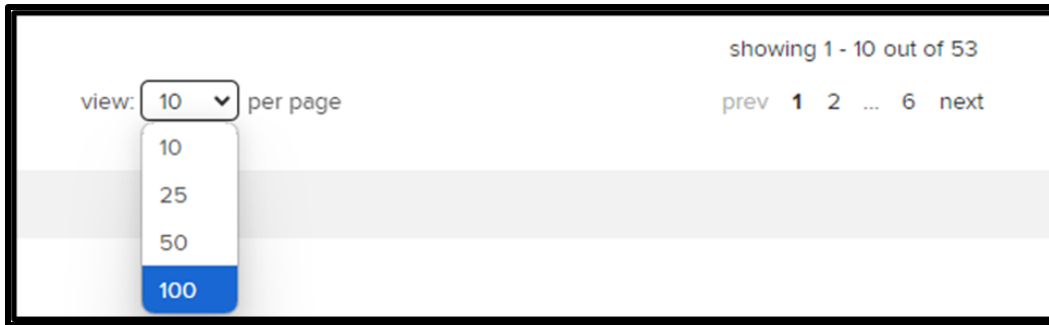 showing 1 - 10 out of 53
view: 10 per page
prev 1 2 ... 6 next
10
25
50
100